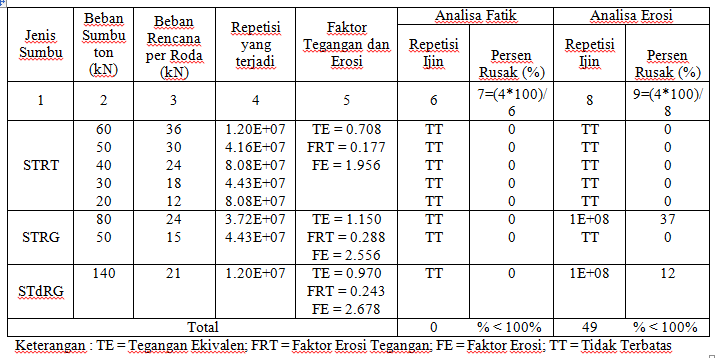 Jenis Sumbu | Beban Sumbu ton (kN) | Beban Rencana per Roda (kN) | Repetisi yang terjadi | Faktor Tegangan dan Erosi | Analisa Fatik | Analisa Erosi
Repetisi Ijin | Persen Rusak (%) | Repetisi Ijin | Persen Rusak (%)
1 | 2 | 3 | 4 | 5 | 6 | 7=(4*100)/6 | 8 | 9=(4*100)/8
STRT | 60 | 36 | 1.20E+07 | TE = 0.708 | TT | 0 | TT | 0
50 | 30 | 4.16E+07 | FRT = 0.177 | TT | 0 | TT | 0
40 | 24 | 8.08E+07 | FE = 1.956 | TT | 0 | TT | 0
30 | 18 | 4.43E+07 | TT | 0 | TT | 0
20 | 12 | 8.08E+07 | TT | 0 | TT | 0
STRG | 80 | 24 | 3.72E+07 | TE = 1.150 | TT | 0 | 1E+08 | 37
50 | 15 | 4.43E+07 | FRT = 0.288 | TT | 0 | TT | 0
FE = 2.556
STdRG | 140 | 21 | 1.20E+07 | TE = 0.970 | TT | 0 | 1E+08 | 12
FRT = 0.243
FE = 2.678
Total | 0 | % < 100% | 49 | % < 100%
Keterangan : TE = Tegangan Ekivalen; FRT = Faktor Erosi Tegangan; FE = Faktor Erosi; TT = Tidak Terbatas